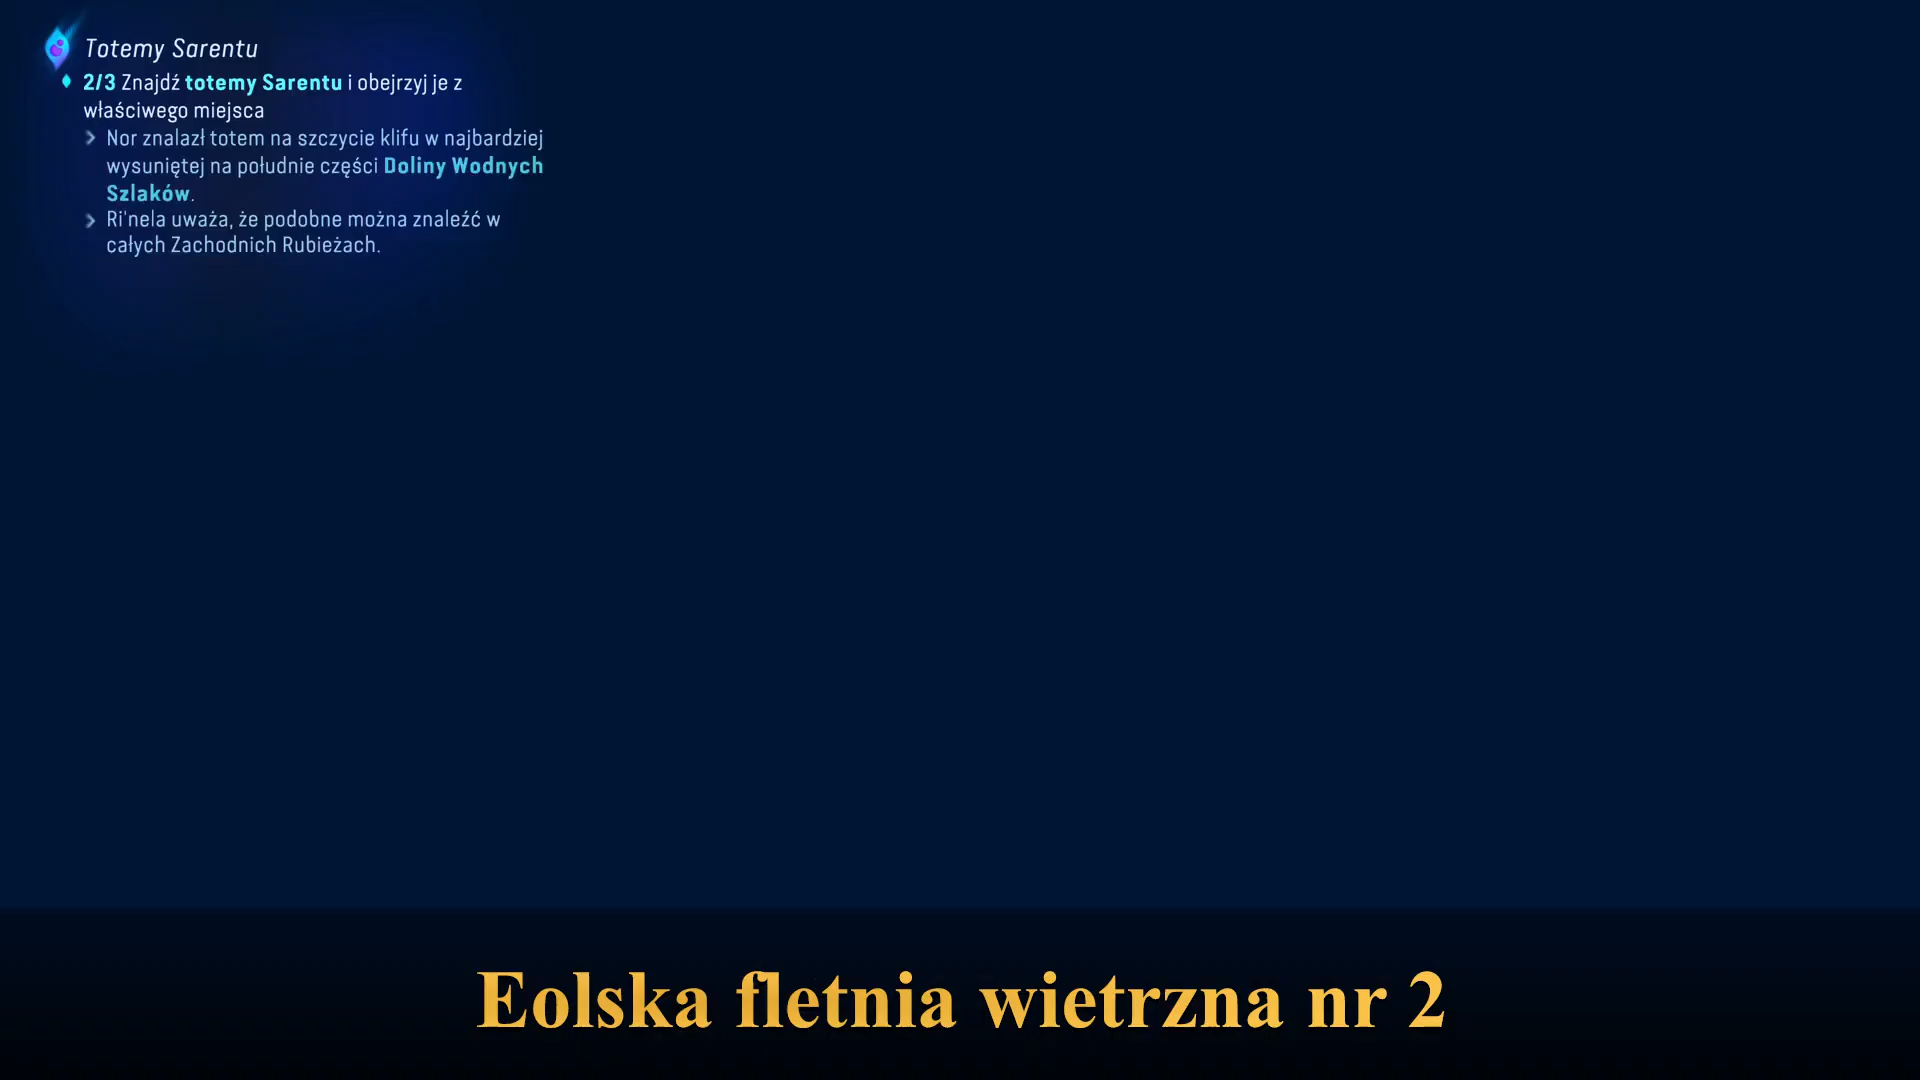 Totemy Sarentu
2/3 Znajdź totemy Sarentu i obejrzyj je z
właściwego miejsca
Nor znalazł totem na szczycie klifu w najbardziej
wysuniętej na południe części Doliny Wodnych
Szlaków.
Ri'nela uważa, że podobne można znaleźć w
całych Zachodnich Rubieżach.
Eolska fletnia wietrzna nr 2